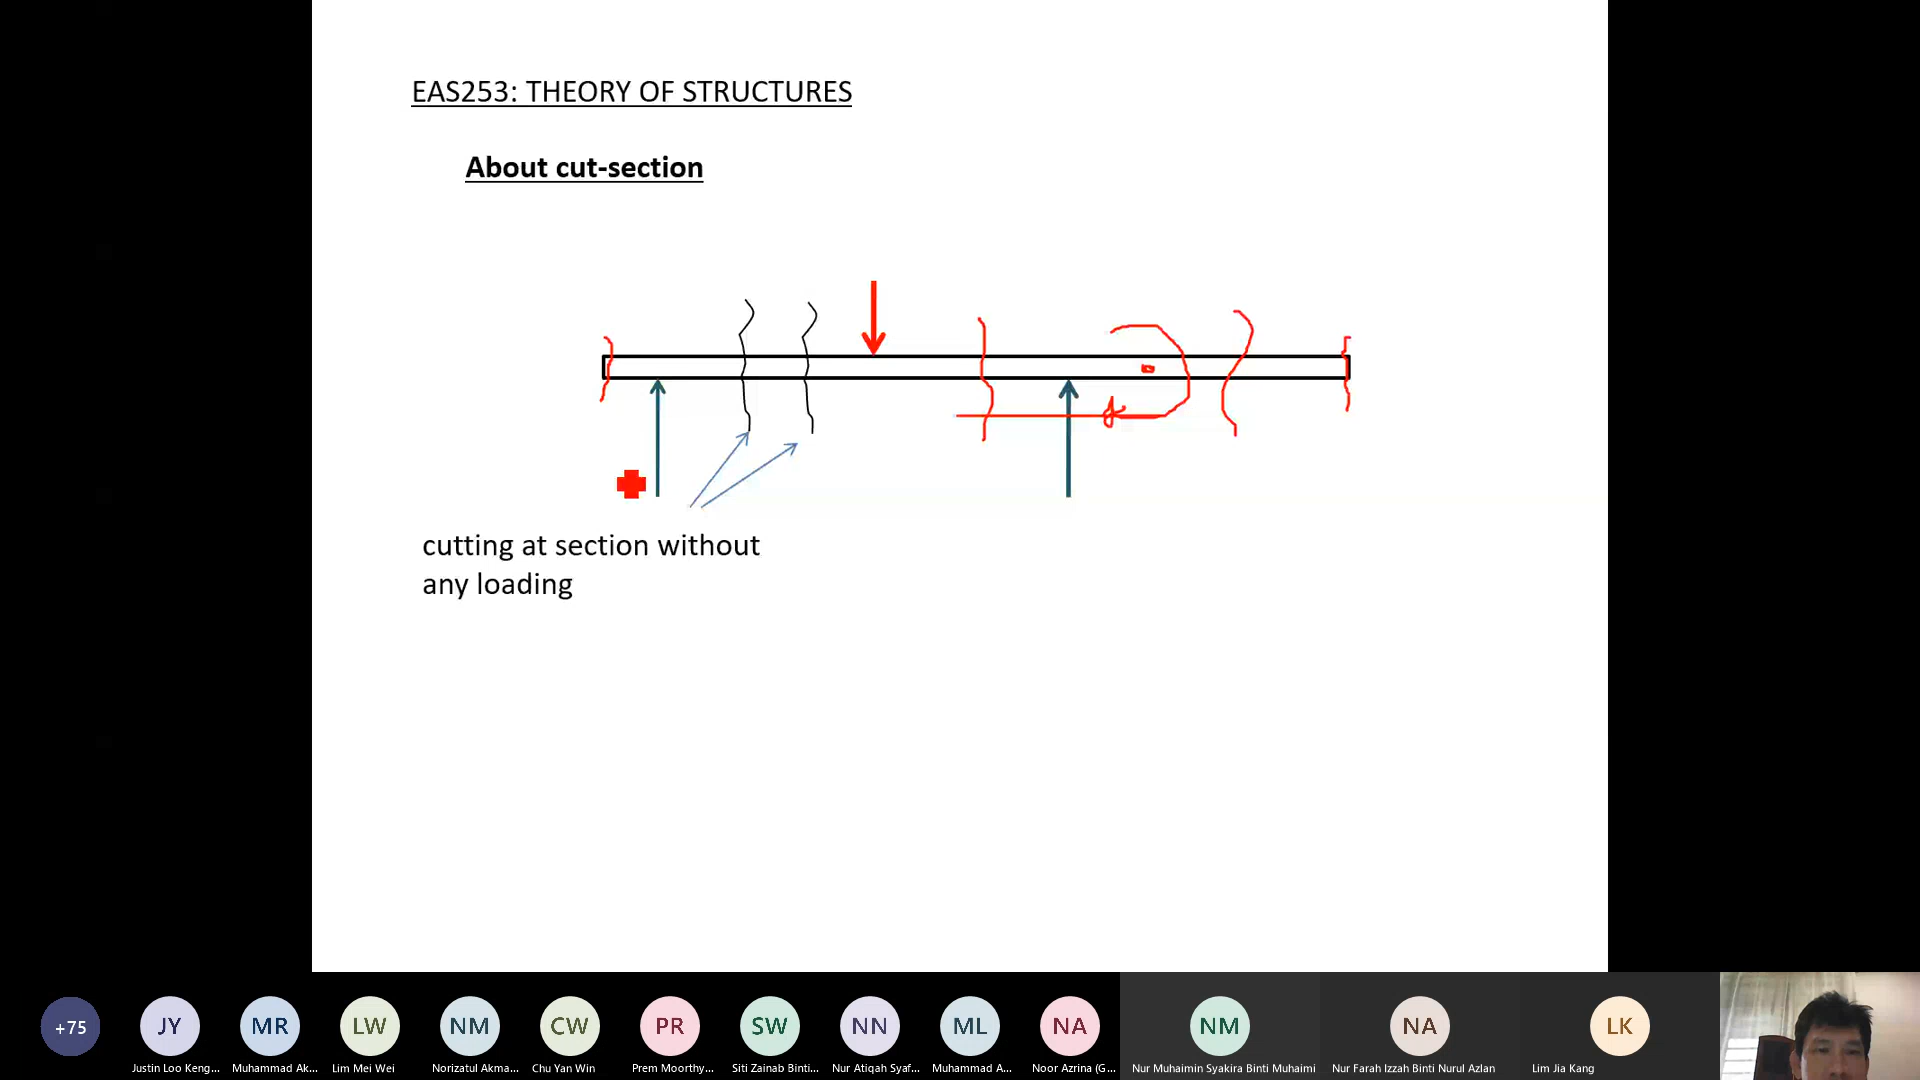 EAS253: THEORY OF STRUCTURES
About cut-section
cutting at section without
any loading
+75
JY
MR
LW
NM
CW
PR
SW
NN
ML
NA
NM
NA
LK
Justin Loo Keng...
Muhammad Ak...
Lim Mei Wei
Norizatul Akma...
Chu Yan Win
Prem Moorthy...
Siti Zainab Binti...
Nur Atiqah Syaf...
Muhammad A...
Noor Azrina (G...
Nur Muhaimin Syakira Binti Muhaimi
Nur Farah Izzah Binti Nurul Azlan
Lim Jia Kang